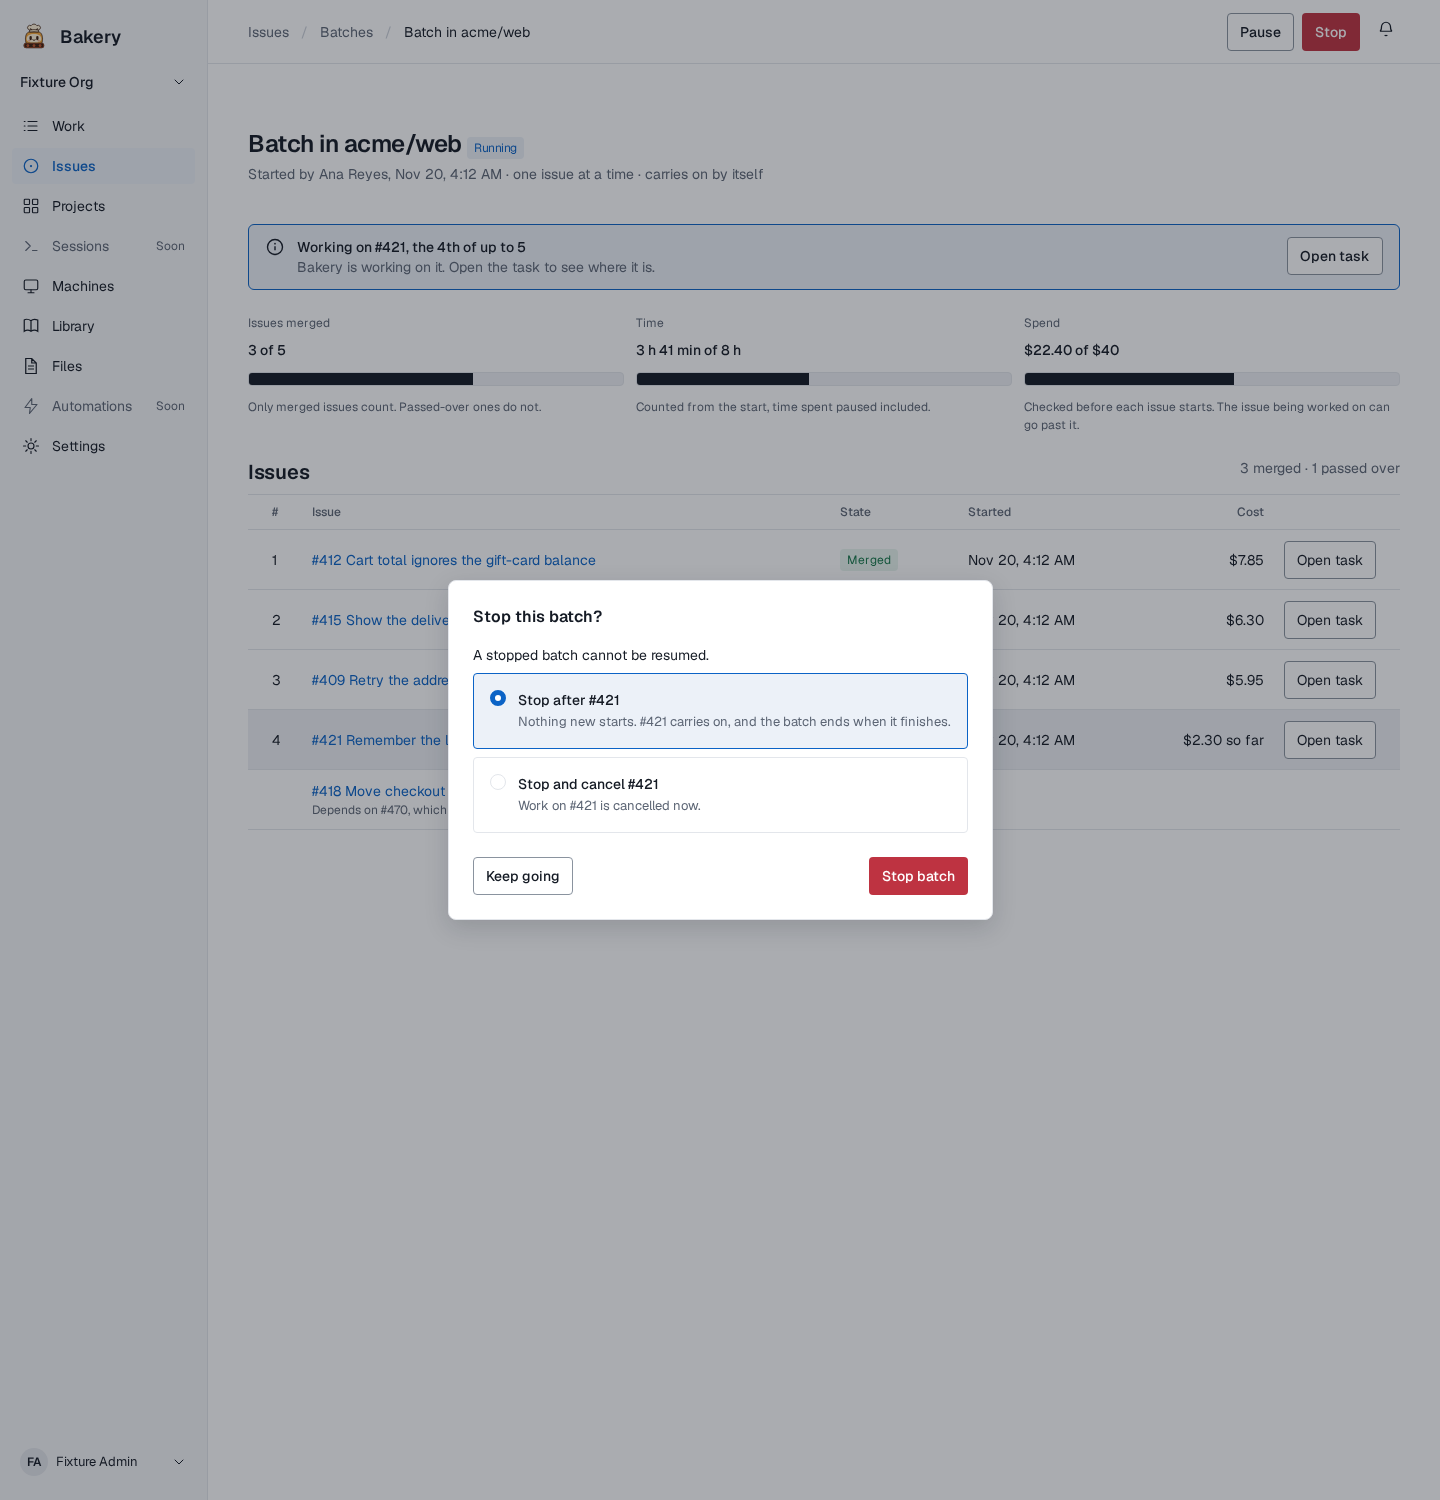 Bakery
Fixture Org
Work
Issues
Projects
Sessions Soon
Machines
Library
Files
Automations Soon
Settings
FA Fixture Admin
Issues / Batches / Batch in acme/web
Pause Stop
Batch in acme/web Running
Started by Ana Reyes, Nov 20, 4:12 AM · one issue at a time · carries on by itself
Working on #421, the 4th of up to 5
Bakery is working on it. Open the task to see where it is.
Open task
Issues merged
3 of 5
Only merged issues count. Passed-over ones do not.
Time
3 h 41 min of 8 h
Counted from the start, time spent paused included.
Spend
$22.40 of $40
Checked before each issue starts. The issue being worked on can
go past it.
Issues 3 merged · 1 passed over
# Issue State Started Cost
1 #412 Cart total ignores the gift-card balance Merged Nov 20, 4:12 AM $7.85 Open task
2 #415 Show the 20, 4:12 AM $6.30 Open task
3 #409 Retry the 20, 4:12 AM $5.95 Open task
4 #421 Remember the 20, 4:12 AM $2.30 so far Open task
#418 Move checkout
Depends on #470, which
Stop this batch?
A stopped batch cannot be resumed.
Stop after #421
Nothing new starts. #421 carries on, and the batch ends when it finishes.
Stop and cancel #421
Work on #421 is cancelled now.
Keep going Stop batch